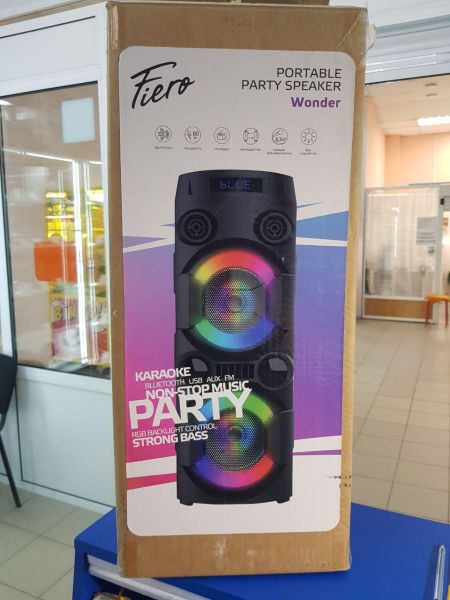 Fiero
PORTABLE
PARTY SPEAKER
Wonder
BLUETOOTH
BLUE
KARAOKE
BLUETOOTH USB AUX FM
NON-STOP MUSIC
PARTY
RGB BACKLIGHT CONTROL
STRONG BASS